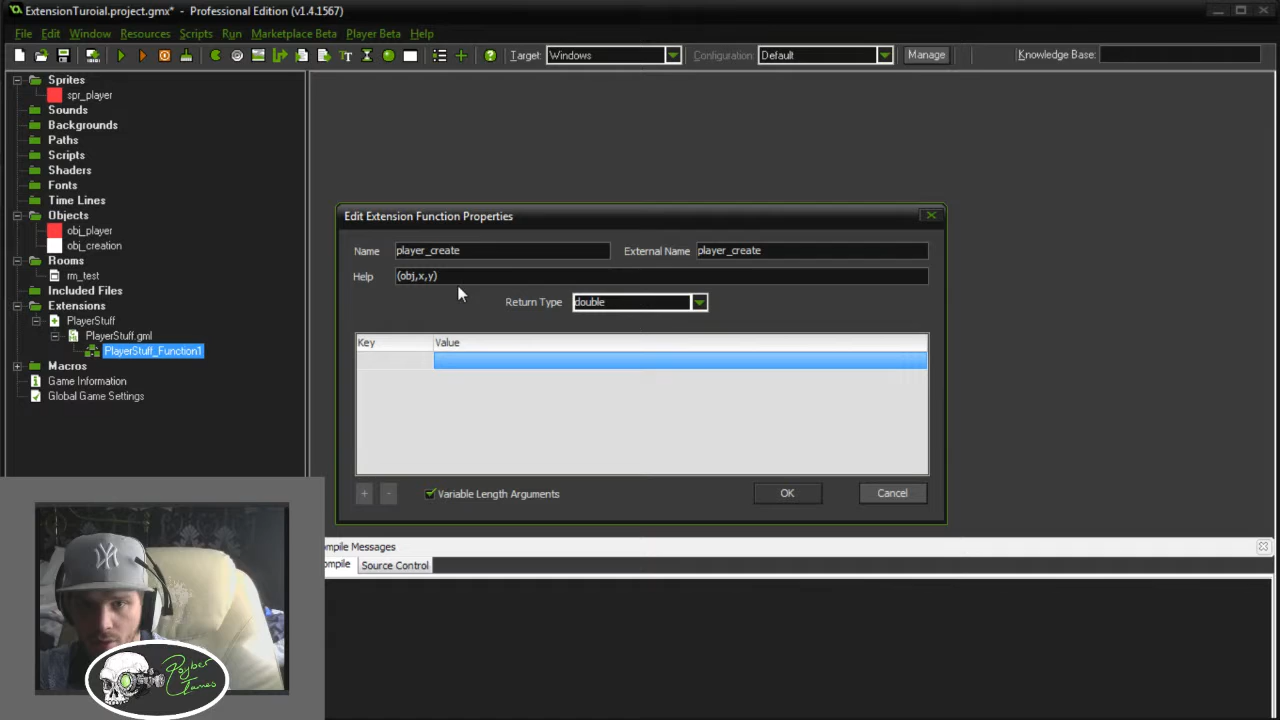 ExtensionTuroial.project.gmx* - Professional Edition (v1.4.1567)
File Edit Window Resources Scripts Run Marketplace Beta Player Beta Help
Target: Windows Configuration: Default Manage Knowledge Base:
Sprites
spr_player
Sounds
Backgrounds
Paths
Scripts
Shaders
Fonts
Time Lines
Objects
obj_player
obj_creation
Rooms
rm_test
Included Files
Extensions
PlayerStuff
PlayerStuff.gml
PlayerStuff_Function1
Macros
Game Information
Global Game Settings
Edit Extension Function Properties
Name player_create External Name player_create
Help (obj,x,y)
Return Type double
Key Value
+ - Variable Length Arguments OK Cancel
ompile Messages
ompile Source Control
Royber
Games